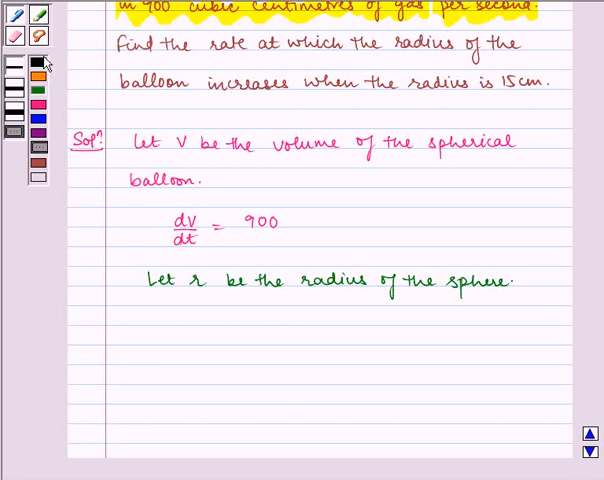 in 900 cubic centimetres of gas per second.
Find the rate at which the radius of the
balloon increases when the radius is 15 cm.
Soln: Let V be the volume of the spherical
balloon.
dV/dt = 900
Let r be the radius of the sphere.